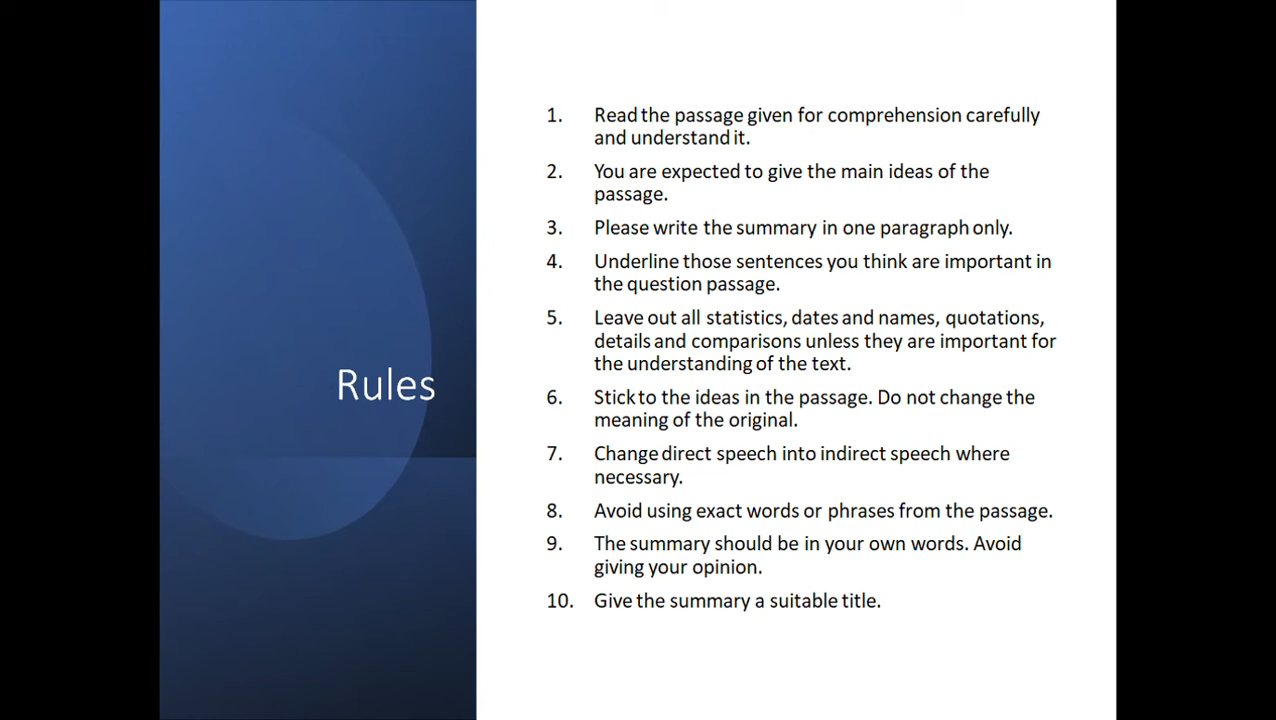 Rules
1. Read the passage given for comprehension carefully
and understand it.
2. You are expected to give the main ideas of the
passage.
3. Please write the summary in one paragraph only.
4. Underline those sentences you think are important in
the question passage.
5. Leave out all statistics, dates and names, quotations,
details and comparisons unless they are important for
the understanding of the text.
6. Stick to the ideas in the passage. Do not change the
meaning of the original.
7. Change direct speech into indirect speech where
necessary.
8. Avoid using exact words or phrases from the passage.
9. The summary should be in your own words. Avoid
giving your opinion.
10. Give the summary a suitable title.